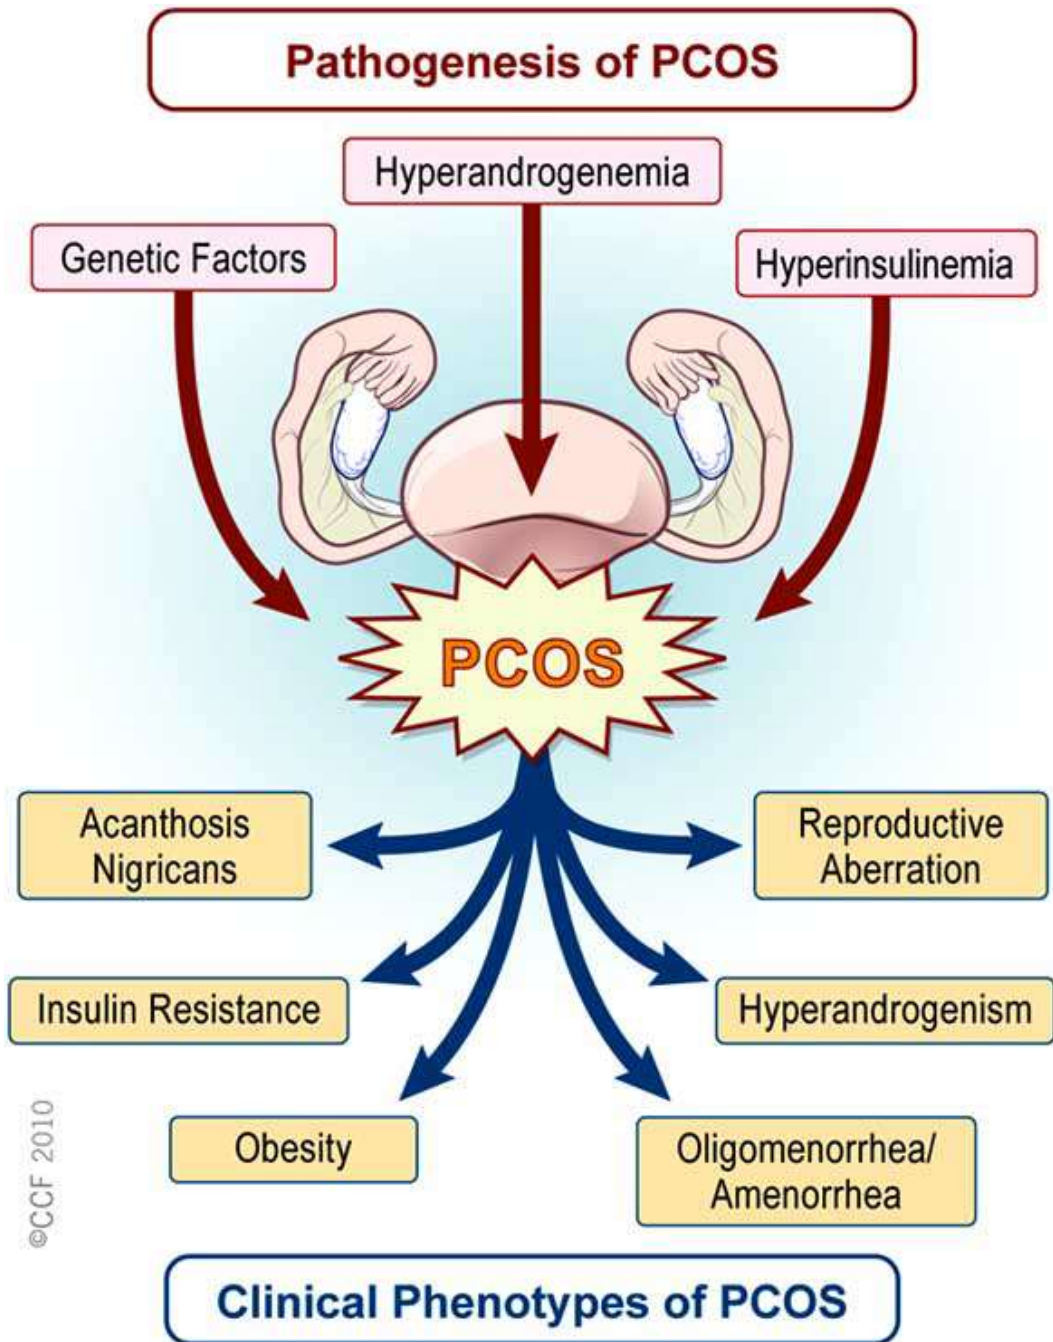 Pathogenesis of PCOS
Hyperandrogenemia
Genetic Factors
Hyperinsulinemia
PCOS
Acanthosis
Nigricans
Reproductive
Aberration
Insulin Resistance
Hyperandrogenism
Obesity
Oligomenorrhea/
Amenorrhea
©CCF 2010
Clinical Phenotypes of PCOS